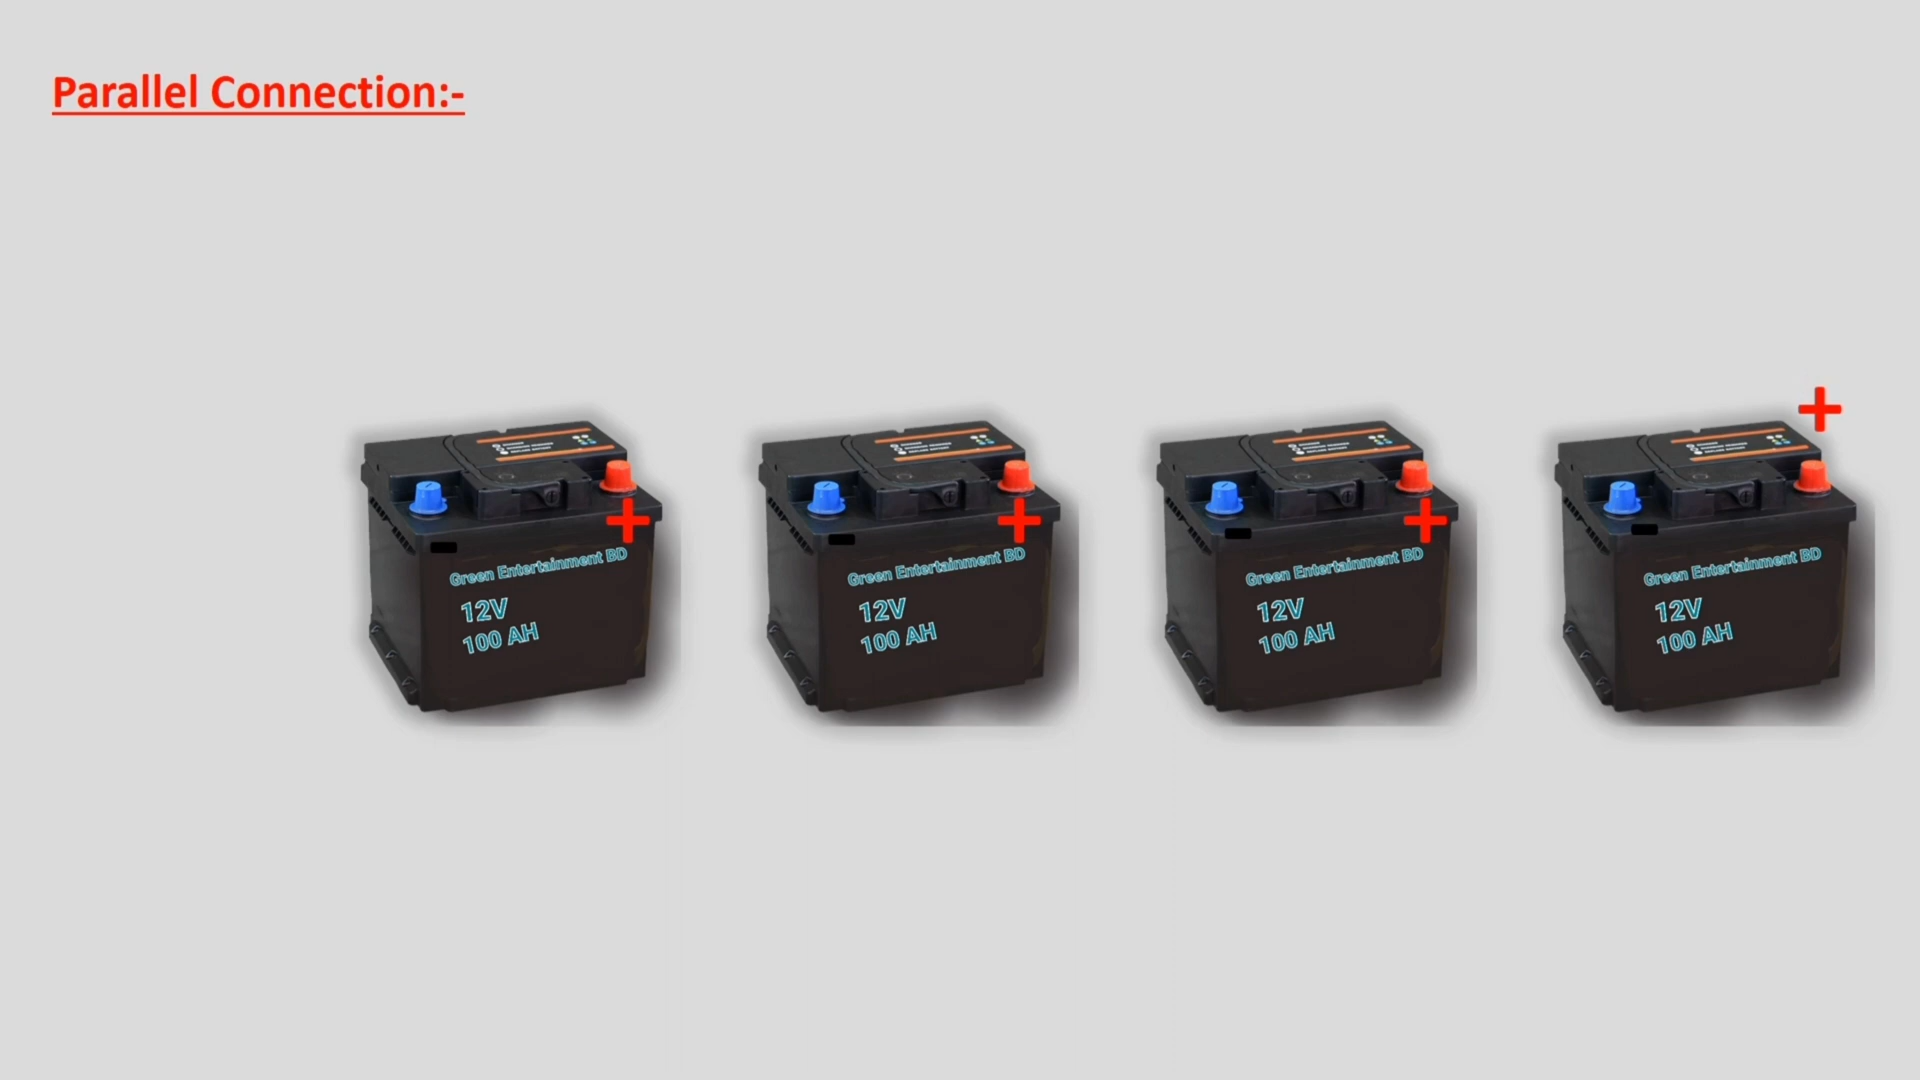 Parallel Connection:-
+
+
+
+
-
-
-
-
Green Entertainment BD
12V
100 AH
Green Entertainment BD
12V
100 AH
Green Entertainment BD
12V
100 AH
Green Entertainment BD
12V
100 AH